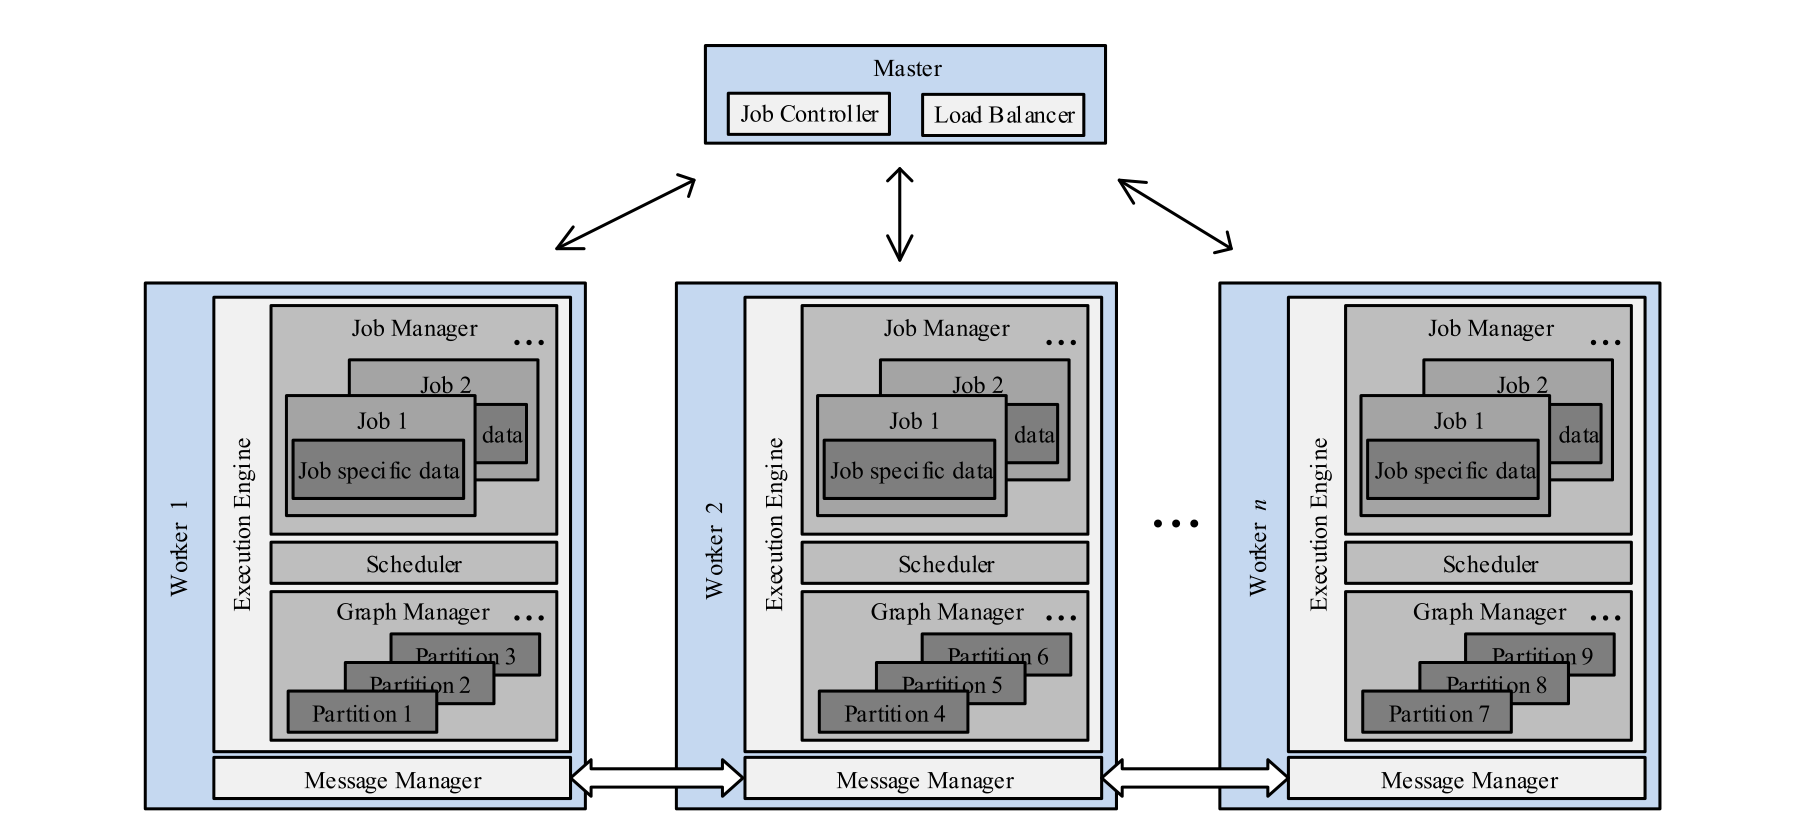 Master
Job Controller
Load Balancer
Worker 1
Execution Engine
Job Manager
...
Job 2
data
Job 1
Job specific data
Scheduler
Graph Manager
...
Partition 3
Partition 2
Partition 1
Message Manager
Worker 2
Execution Engine
Job Manager
...
Job 2
data
Job 1
Job specific data
Scheduler
Graph Manager
...
Partition 6
Partition 5
Partition 4
Message Manager
...
Worker n
Execution Engine
Job Manager
...
Job 2
data
Job 1
Job specific data
Scheduler
Graph Manager
...
Partition 9
Partition 8
Partition 7
Message Manager